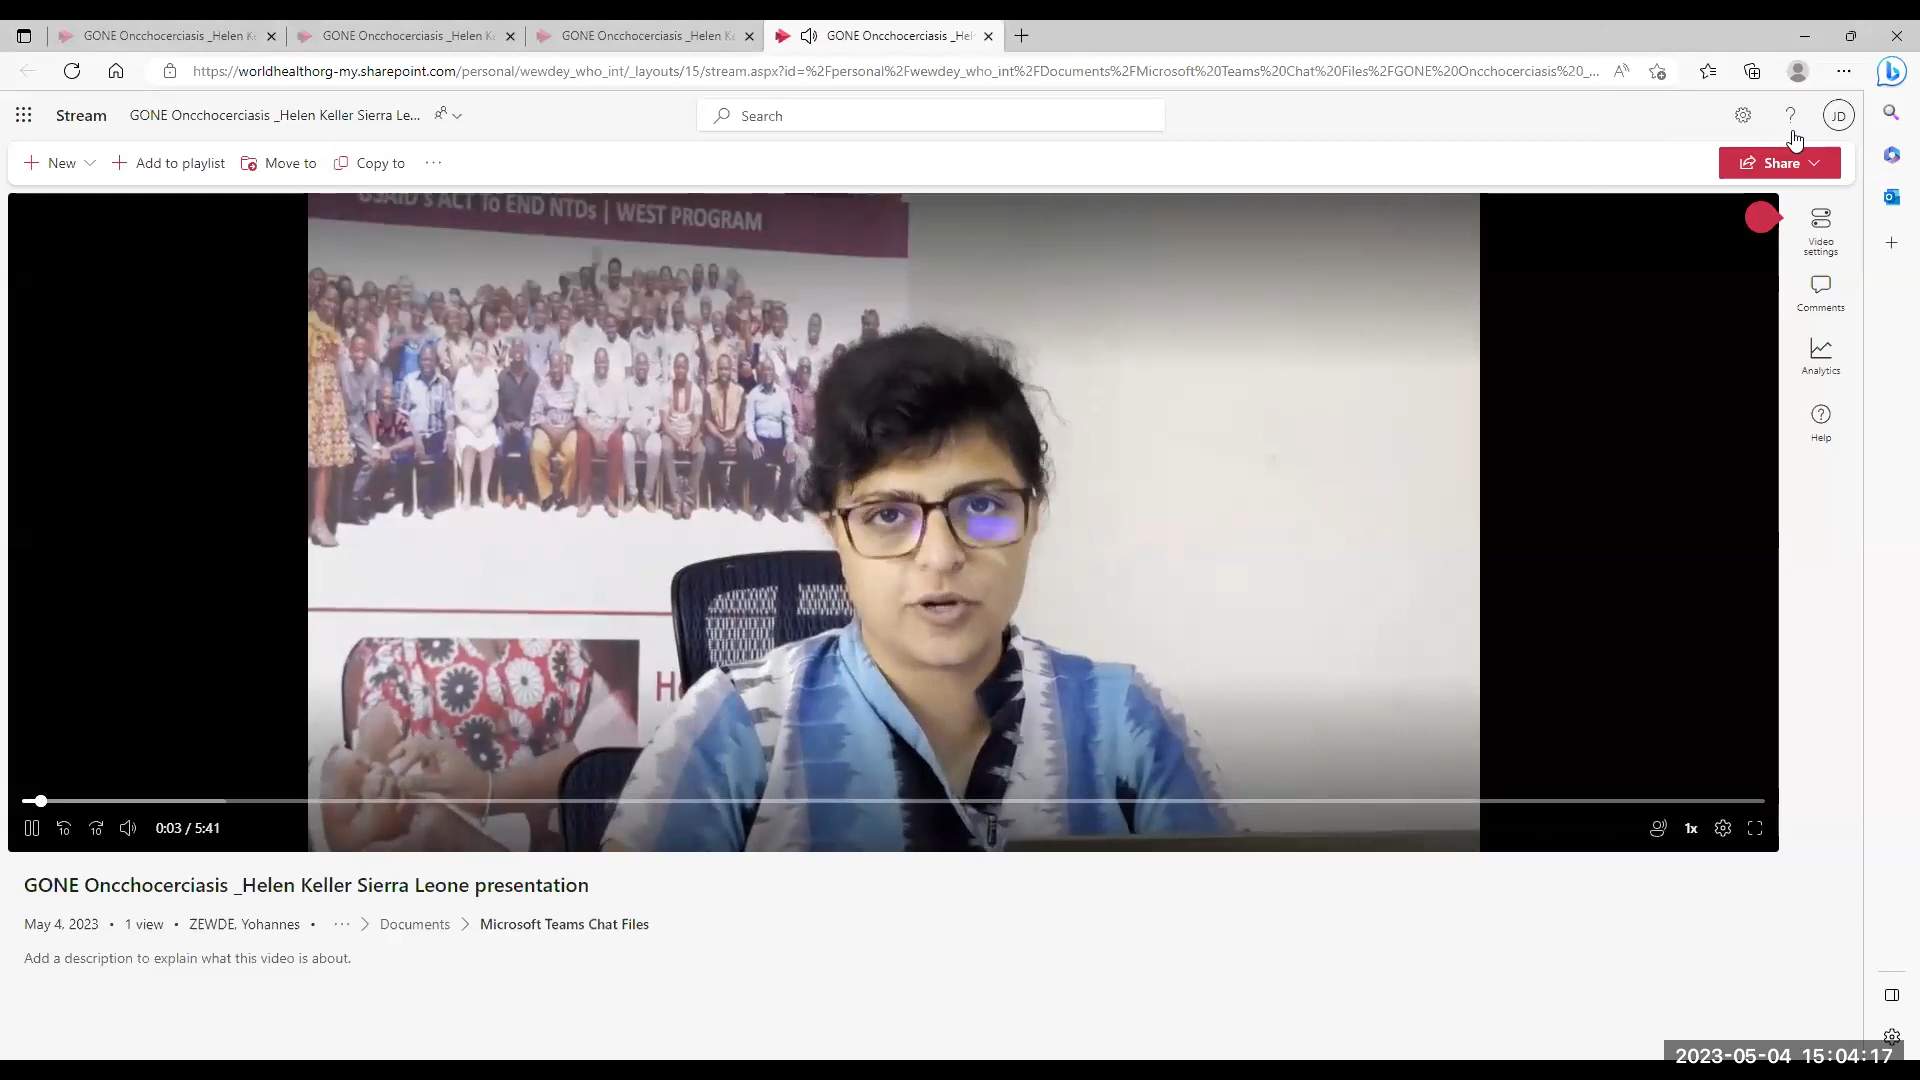 GONE Oncchocerciasis _Helen Ke
GONE Oncchocerciasis _Helen Ke
GONE Oncchocerciasis _Helen Ke
GONE Oncchocerciasis _Hel
https://worldhealthorg-my.sharepoint.com/personal/wewdey_who_int/_layouts/15/stream.aspx?id=%2Fpersonal%2Fwewdey_who_int%2FDocuments%2FMicrosoft%20Teams%20Chat%20Files%2FGONE%20Oncchocerciasis%20_...
Stream
GONE Oncchocerciasis _Helen Keller Sierra Le...
Search
JD
New
Add to playlist
Move to
Copy to
Share
USAID's ACT To END NTDs | WEST PROGRAM
Video
settings
Comments
Analytics
Help
0:03 / 5:41
1x
GONE Oncchocerciasis _Helen Keller Sierra Leone presentation
May 4, 2023 • 1 view • ZEWDE, Yohannes • ··· > Documents > Microsoft Teams Chat Files
Add a description to explain what this video is about.
2023-05-04 15:04:17